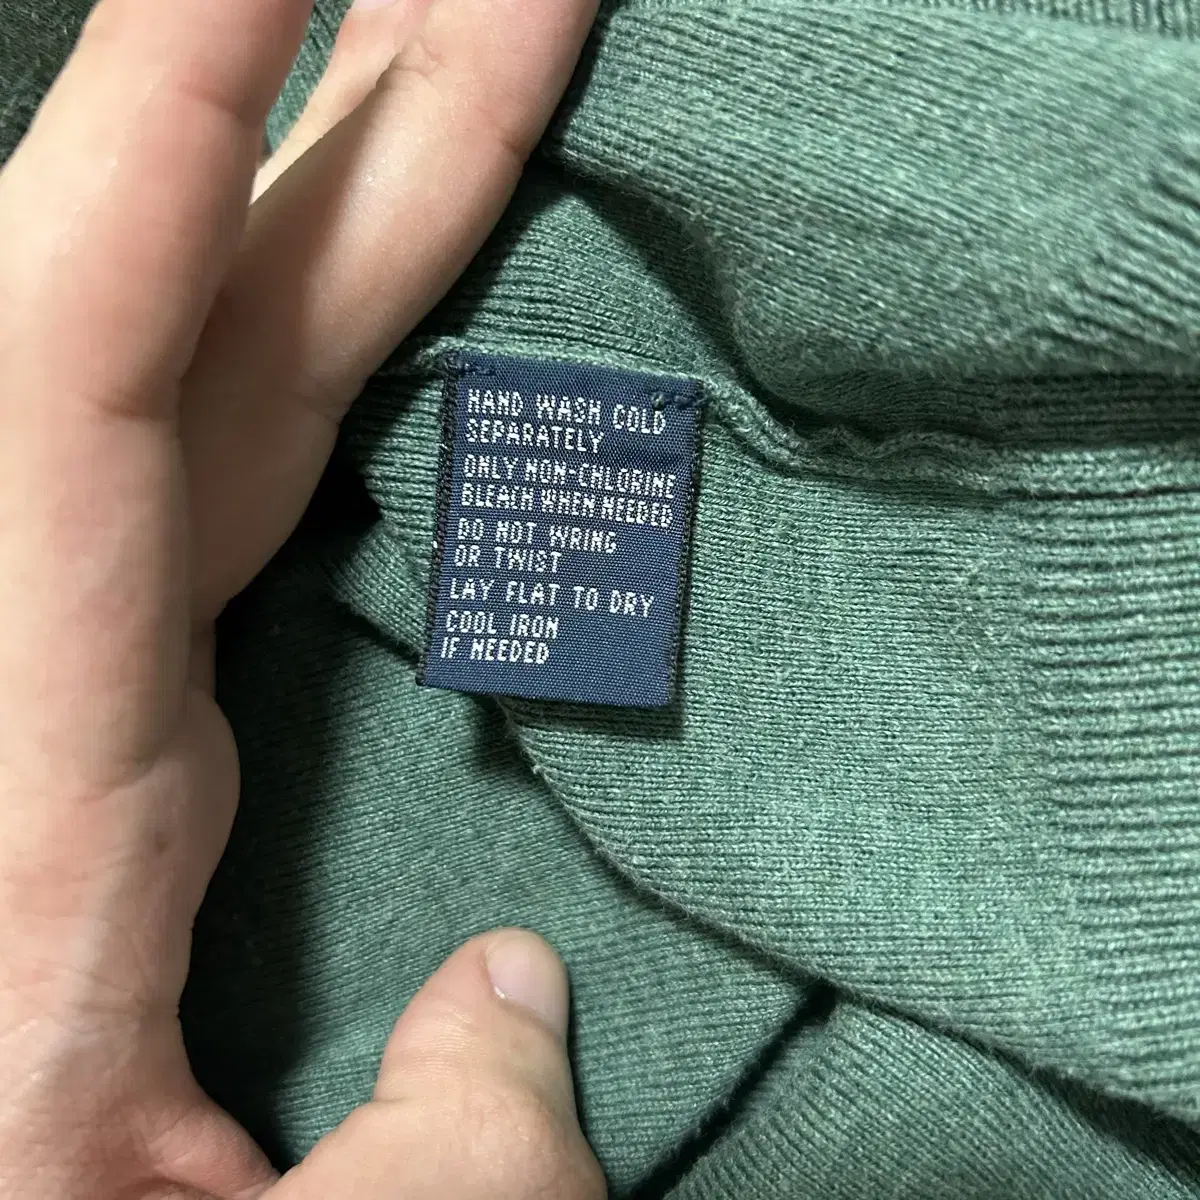 HAND WASH COLD
SEPARATELY
ONLY NON-CHLORINE
BLEACH WHEN NEEDED
DO NOT WRING
OR TWIST
LAY FLAT TO DRY
COOL IRON
IF NEEDED